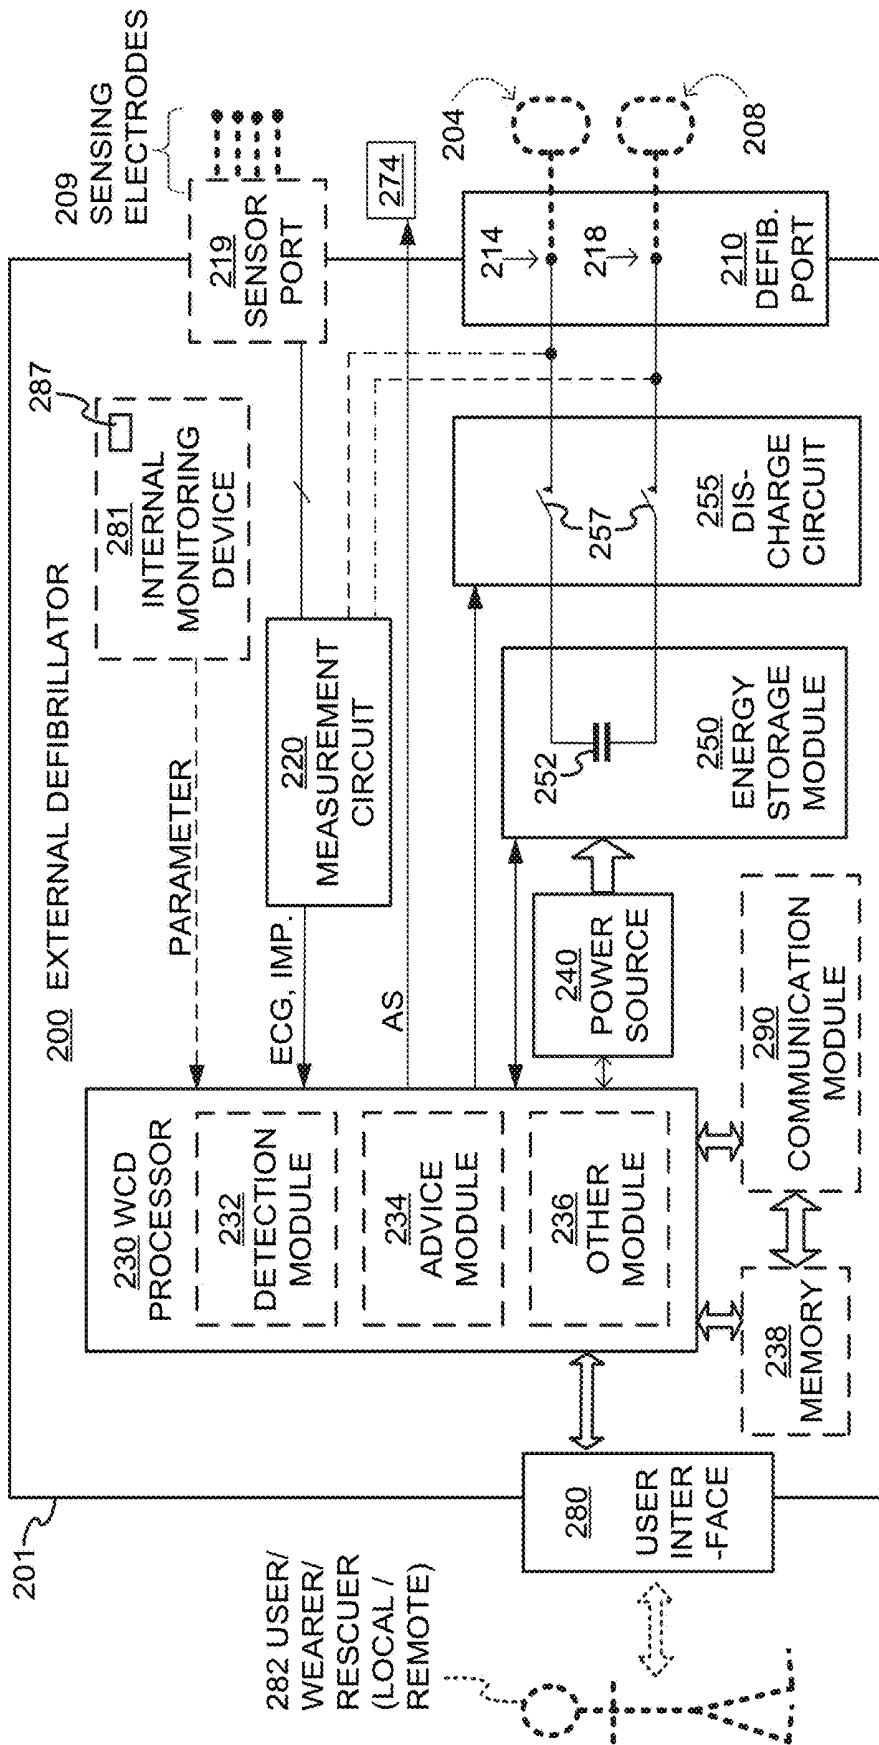 200 EXTERNAL DEFIBRILLATOR
201
282 USER/
WEARER/
RESCUER
(LOCAL /
REMOTE)
280
USER
INTER
-FACE
230 WCD
PROCESSOR
232
DETECTION
MODULE
234
ADVICE
MODULE
236
OTHER
MODULE
238
MEMORY
290
COMMUNICATION
MODULE
PARAMETER
ECG, IMP.
AS
240
POWER
SOURCE
220
MEASUREMENT
CIRCUIT
281
INTERNAL
MONITORING
DEVICE
287
252
250
ENERGY
STORAGE
MODULE
257
255
DIS-
CHARGE
CIRCUIT
219
SENSOR
PORT
209
SENSING
ELECTRODES
274
214
218
210
DEFIB.
PORT
204
208